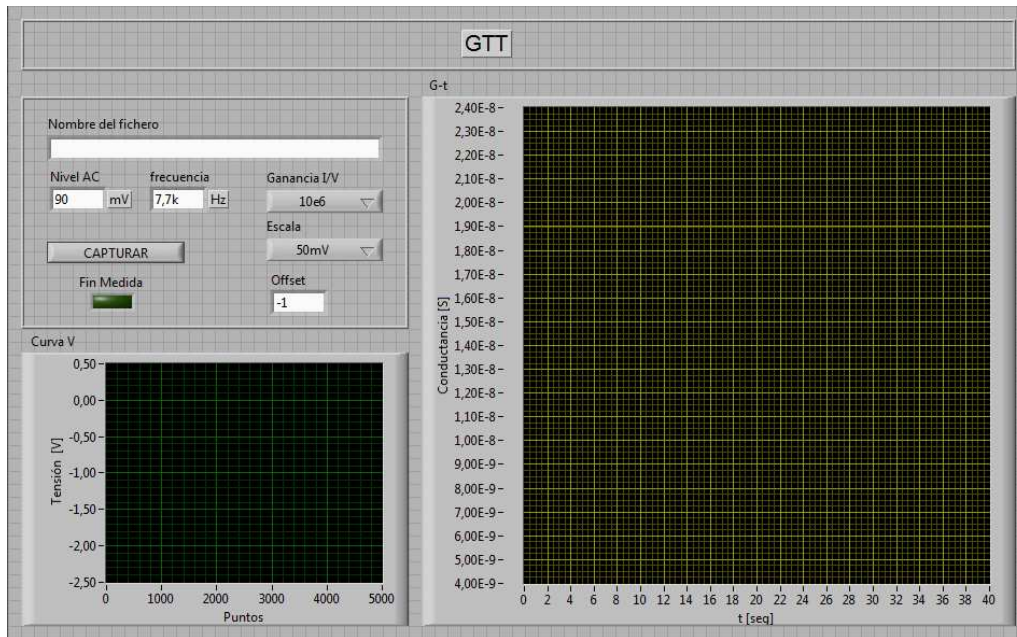 GTT
Nombre del fichero
Nivel AC frecuencia Ganancia I/V
90 mV 7,7k Hz 10e6
Escala
CAPTURAR 50mV
Fin Medida Offset
-1
Curva V
0,50
0,00
-0,50
-1,00
-1,50
-2,00
-2,50
Tensión [V]
0 1000 2000 3000 4000 5000
Puntos
G-t
2,40E-8
2,30E-8
2,20E-8
2,10E-8
2,00E-8
1,90E-8
1,80E-8
1,70E-8
1,60E-8
1,50E-8
1,40E-8
1,30E-8
1,20E-8
1,10E-8
1,00E-8
9,00E-9
8,00E-9
7,00E-9
6,00E-9
5,00E-9
4,00E-9
Conductancia [S]
0 2 4 6 8 10 12 14 16 18 20 22 24 26 28 30 32 34 36 38 40
t [seg]